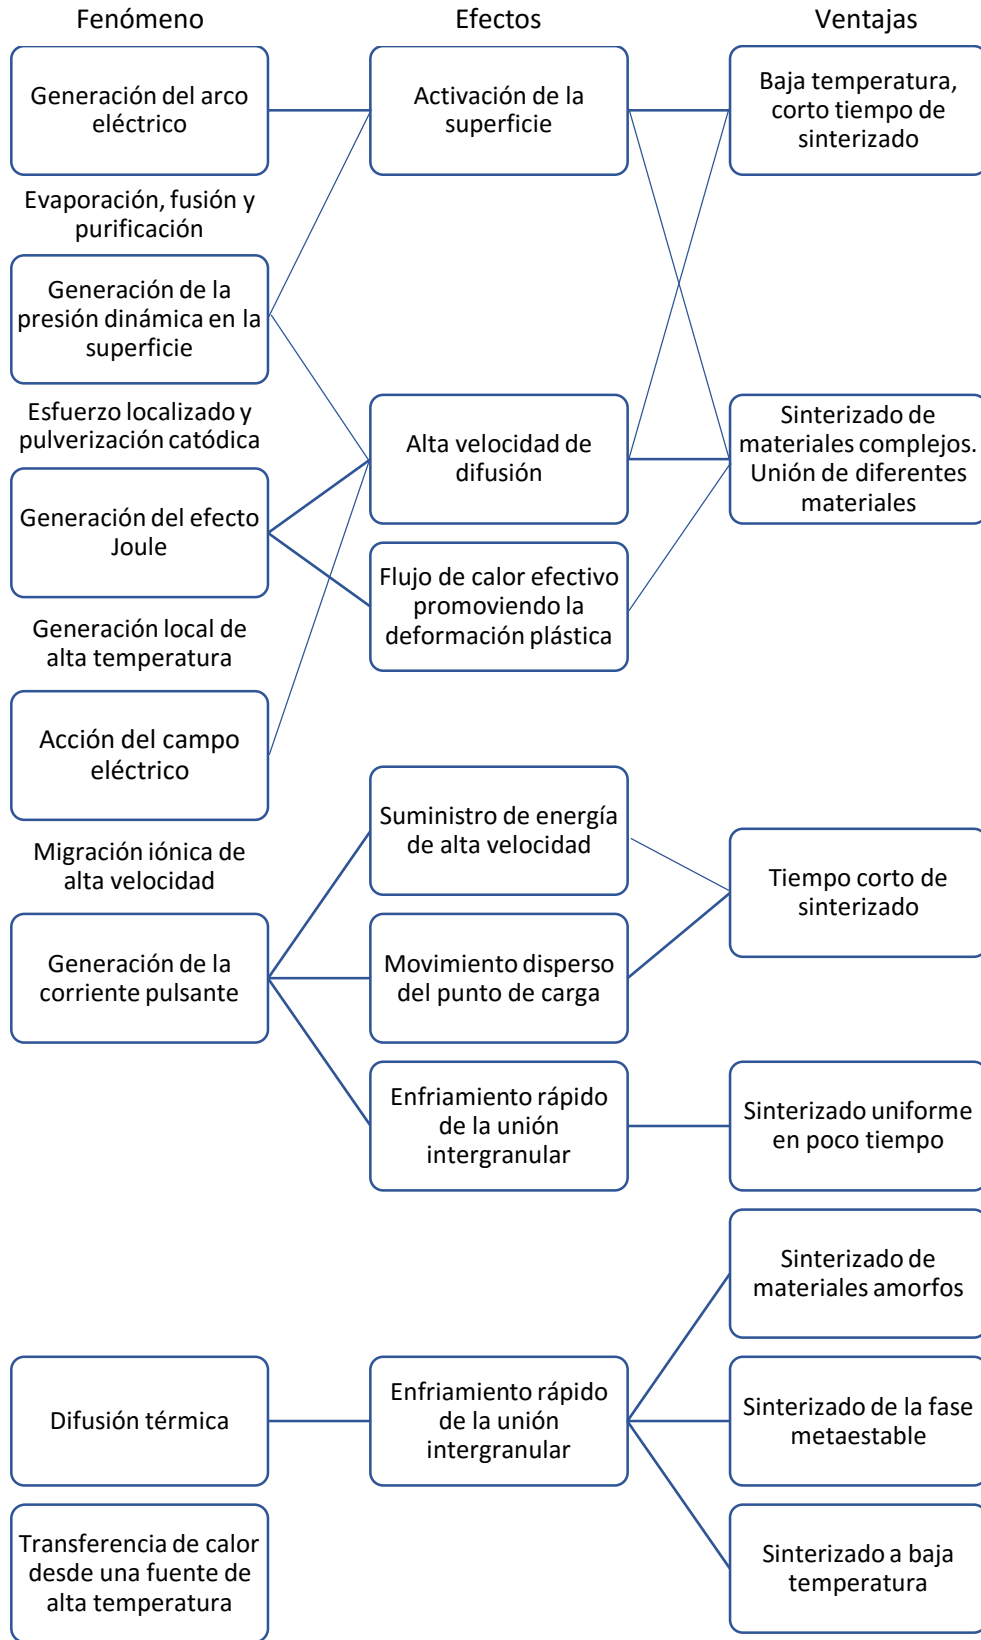 Fenómeno
Efectos
Ventajas
Generación del arco
eléctrico
Activación de la
superficie
Baja temperatura,
corto tiempo de
sinterizado
Evaporación, fusión y
purificación
Generación de la
presión dinámica en la
superficie
Esfuerzo localizado y
pulverización catódica
Alta velocidad de
difusión
Sinterizado de
materiales complejos.
Unión de diferentes
materiales
Generación del efecto
Joule
Flujo de calor efectivo
promoviendo la
deformación plástica
Generación local de
alta temperatura
Acción del campo
eléctrico
Suministro de energía
de alta velocidad
Migración iónica de
alta velocidad
Tiempo corto de
sinterizado
Generación de la
corriente pulsante
Movimiento disperso
del punto de carga
Enfriamiento rápido
de la unión
intergranular
Sinterizado uniforme
en poco tiempo
Sinterizado de
materiales amorfos
Difusión térmica
Enfriamiento rápido
de la unión
intergranular
Sinterizado de la fase
metaestable
Transferencia de calor
desde una fuente de
alta temperatura
Sinterizado a baja
temperatura